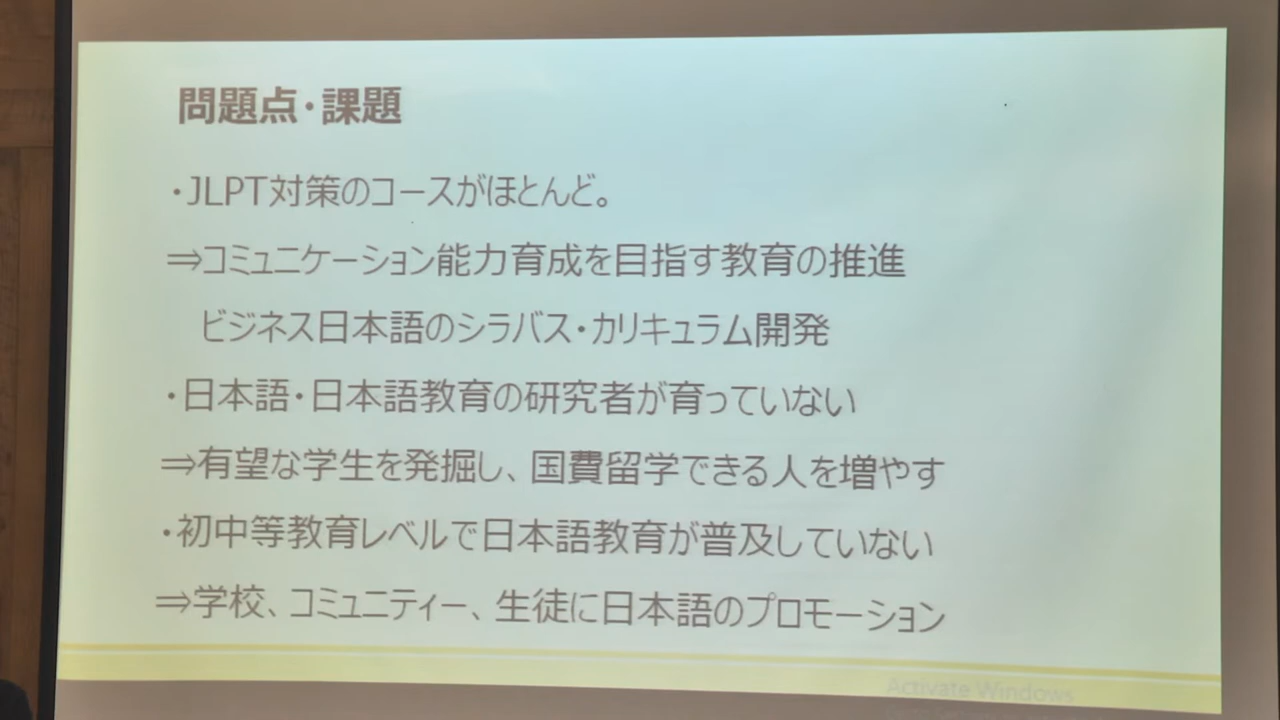 問題点・課題
・JLPT対策のコースがほとんど。
⇒コミュニケーション能力育成を目指す教育の推進
ビジネス日本語のシラバス・カリキュラム開発
・日本語・日本語教育の研究者が育っていない
⇒有望な学生を発掘し、国費留学できる人を増やす
・初中等教育レベルで日本語教育が普及していない
⇒学校、コミュニティー、生徒に日本語のプロモーション
Activate Windows